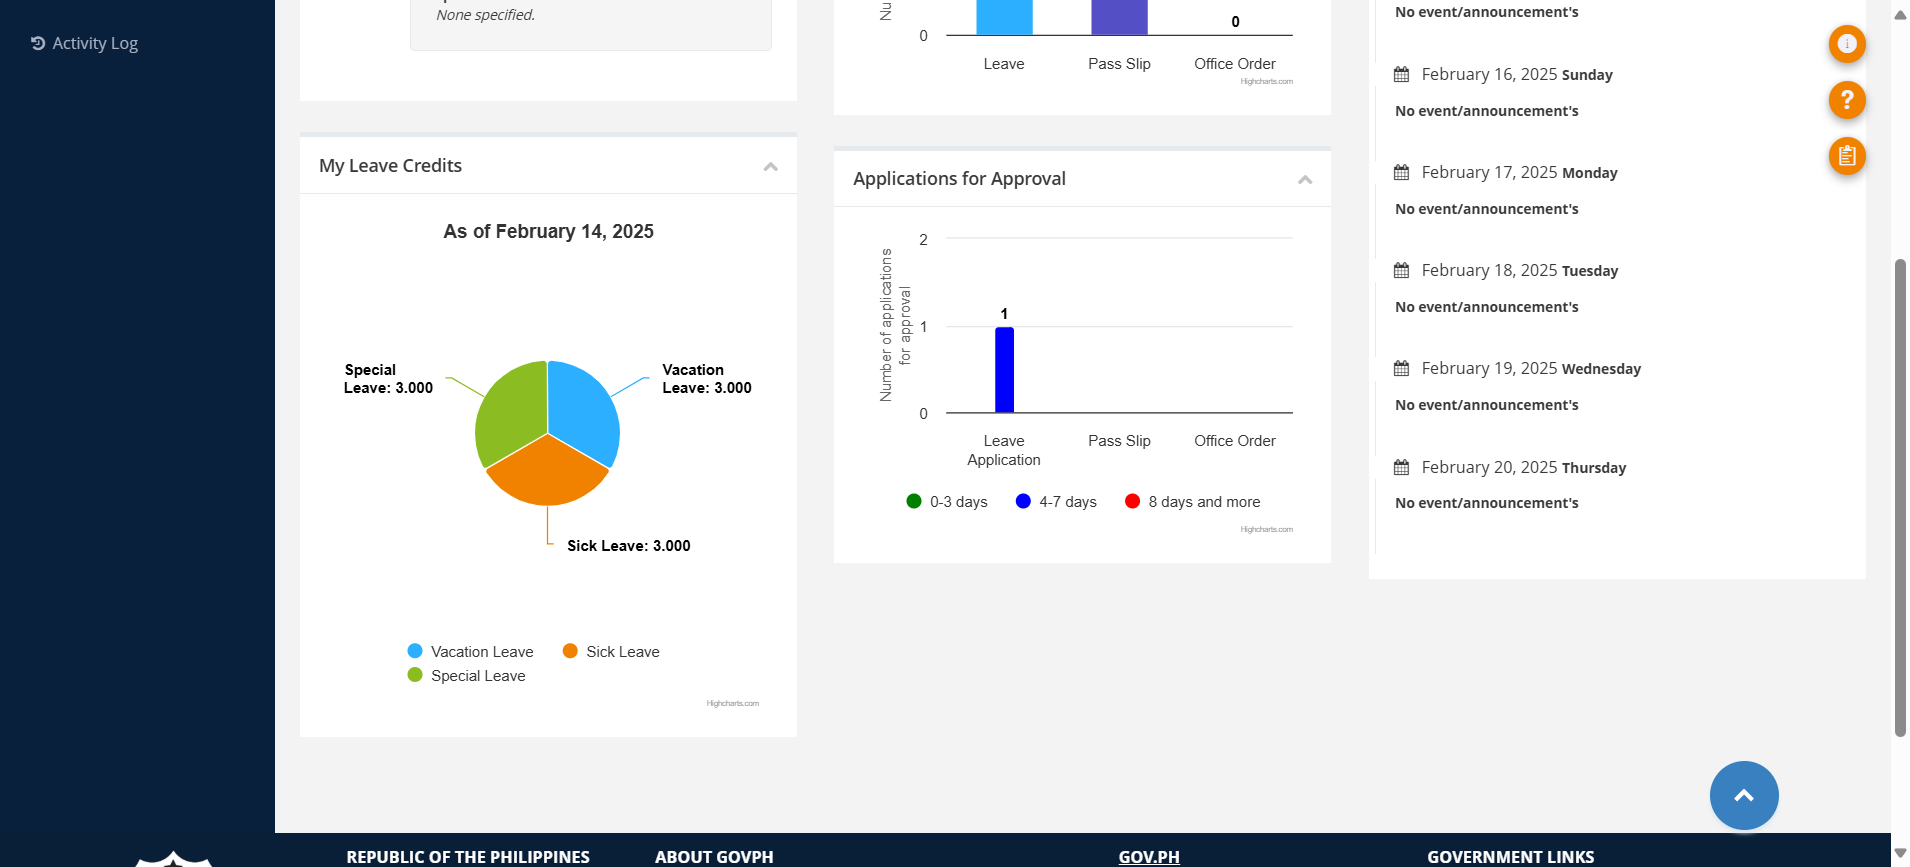 Activity Log
None specified.
My Leave Credits
As of February 14, 2025
Special
Leave: 3.000
Vacation
Leave: 3.000
Sick Leave: 3.000
Vacation Leave
Sick Leave
Special Leave
Highcharts.com
0
0
Leave
Pass Slip
Office Order
Highcharts.com
Applications for Approval
Number of applications
for approval
2
1
0
1
Leave
Application
Pass Slip
Office Order
0-3 days
4-7 days
8 days and more
Highcharts.com
No event/announcement's
February 16, 2025 Sunday
No event/announcement's
February 17, 2025 Monday
No event/announcement's
February 18, 2025 Tuesday
No event/announcement's
February 19, 2025 Wednesday
No event/announcement's
February 20, 2025 Thursday
No event/announcement's
REPUBLIC OF THE PHILIPPINES
ABOUT GOVPH
GOV.PH
GOVERNMENT LINKS